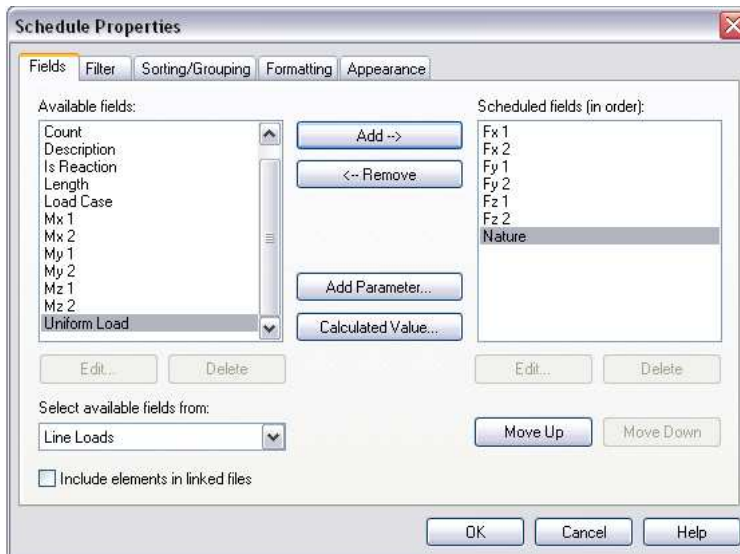 Schedule Properties
Fields Filter Sorting/Grouping Formatting Appearance
Available fields:
Count
Description
Is Reaction
Length
Load Case
Mx 1
Mx 2
My 1
My 2
Mz 1
Mz 2
Uniform Load
Add -->
<-- Remove
Add Parameter...
Calculated Value...
Scheduled fields (in order):
Fx 1
Fx 2
Fy 1
Fy 2
Fz 1
Fz 2
Nature
Edit...
Delete
Edit...
Delete
Select available fields from:
Line Loads
Move Up
Move Down
Include elements in linked files
OK
Cancel
Help